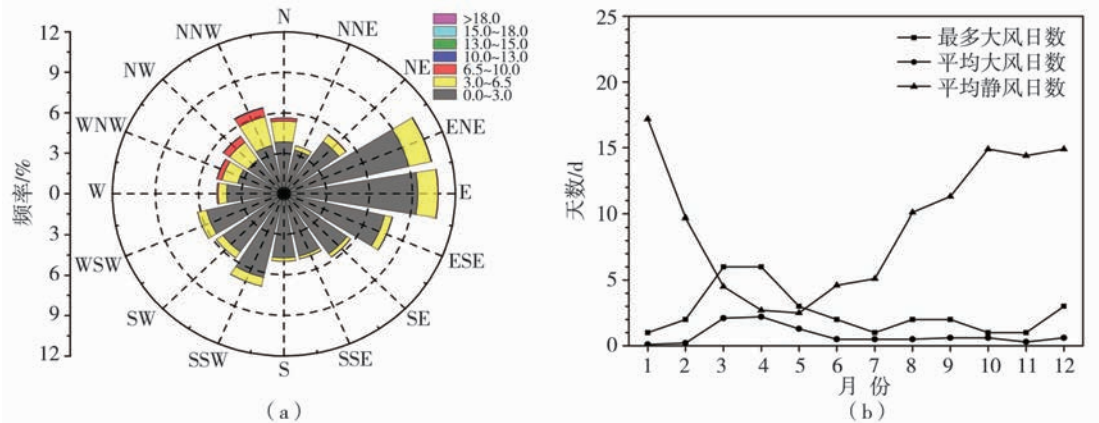 12
9
6
3
0
3
6
9
12
频率/%
N
NNE
NE
ENE
E
ESE
SE
SSE
S
SSW
SW
WSW
W
WNW
NW
NNW
>18.0
15.0~18.0
13.0~15.0
10.0~13.0
6.5~10.0
3.0~6.5
0.0~3.0
(a)
25
20
15
10
5
0
天数/d
最多大风日数
平均大风日数
平均静风日数
1 2 3 4 5 6 7 8 9 10 11 12
月 份
(b)